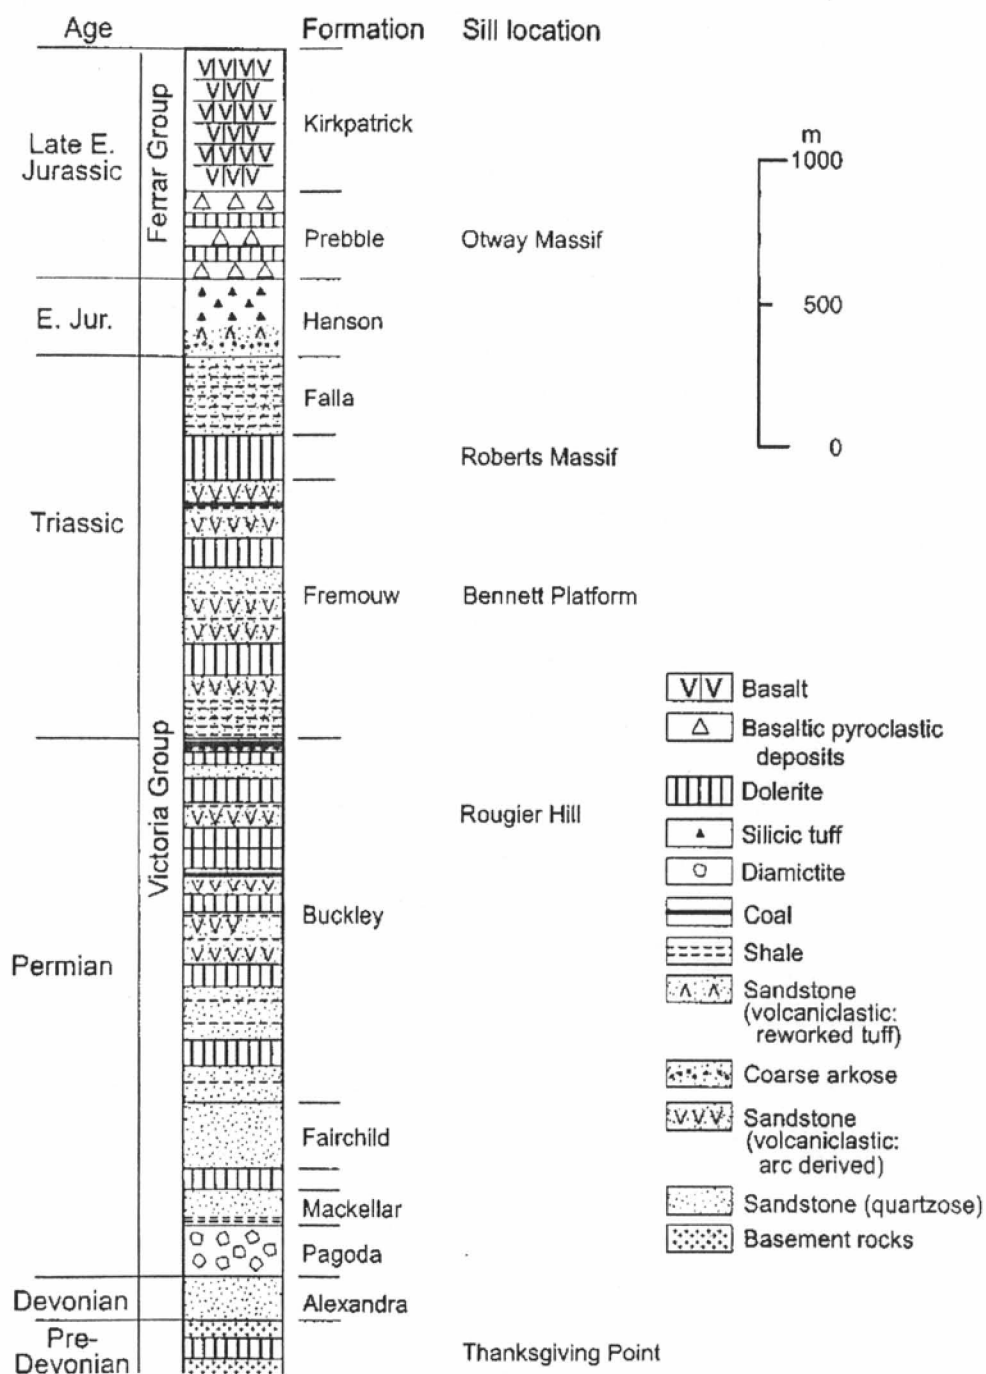 Age Formation Sill location
Late E.
Jurassic
Ferrar Group
Kirkpatrick
Prebble Otway Massif
E. Jur.
Hanson
Triassic
Victoria Group
Falla
Roberts Massif
Fremouw Bennett Platform
Permian
Rougier Hill
Buckley
Fairchild
Mackellar
Pagoda
Devonian
Alexandra
Pre-
Devonian
Thanksgiving Point
m
1000
500
0
Basalt
Basaltic pyroclastic
deposits
Dolerite
Silicic tuff
Diamictite
Coal
Shale
Sandstone
(volcaniclastic:
reworked tuff)
Coarse arkose
Sandstone
(volcaniclastic:
arc derived)
Sandstone (quartzose)
Basement rocks